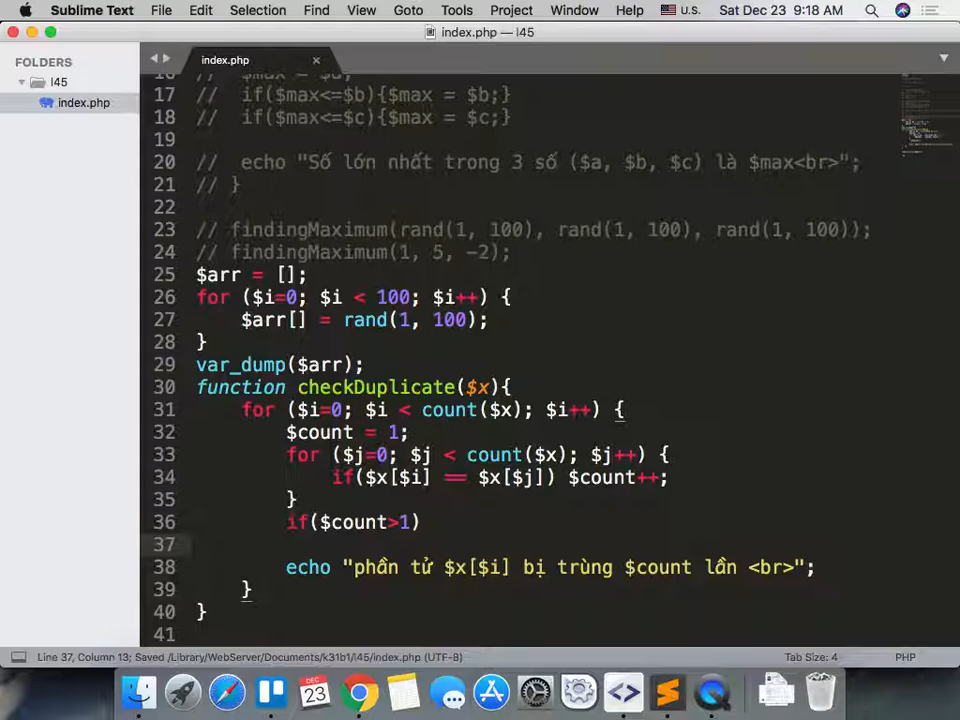 Sublime Text File Edit Selection Find View Goto Tools Project Window Help U.S. Sat Dec 23 9:18 AM
index.php — l45
FOLDERS
l45
index.php
index.php
16 // $max = $a;
17 // if($max<=$b){$max = $b;}
18 // if($max<=$c){$max = $c;}
19
20 // echo "Số lớn nhất trong 3 số ($a, $b, $c) là $max<br>";
21 // }
22
23 // findingMaximum(rand(1, 100), rand(1, 100), rand(1, 100));
24 // findingMaximum(1, 5, -2);
25 $arr = [];
26 for ($i=0; $i < 100; $i++) {
27 $arr[] = rand(1, 100);
28 }
29 var_dump($arr);
30 function checkDuplicate($x){
31 for ($i=0; $i < count($x); $i++) {
32 $count = 1;
33 for ($j=0; $j < count($x); $j++) {
34 if($x[$i] == $x[$j]) $count++;
35 }
36 if($count>1)
37
38 echo "phần tử $x[$i] bị trùng $count lần <br>";
39 }
40 }
41
Line 37, Column 13; Saved /Library/WebServer/Documents/k31b1/l45/index.php (UTF-8) Tab Size: 4 PHP
DEC
23